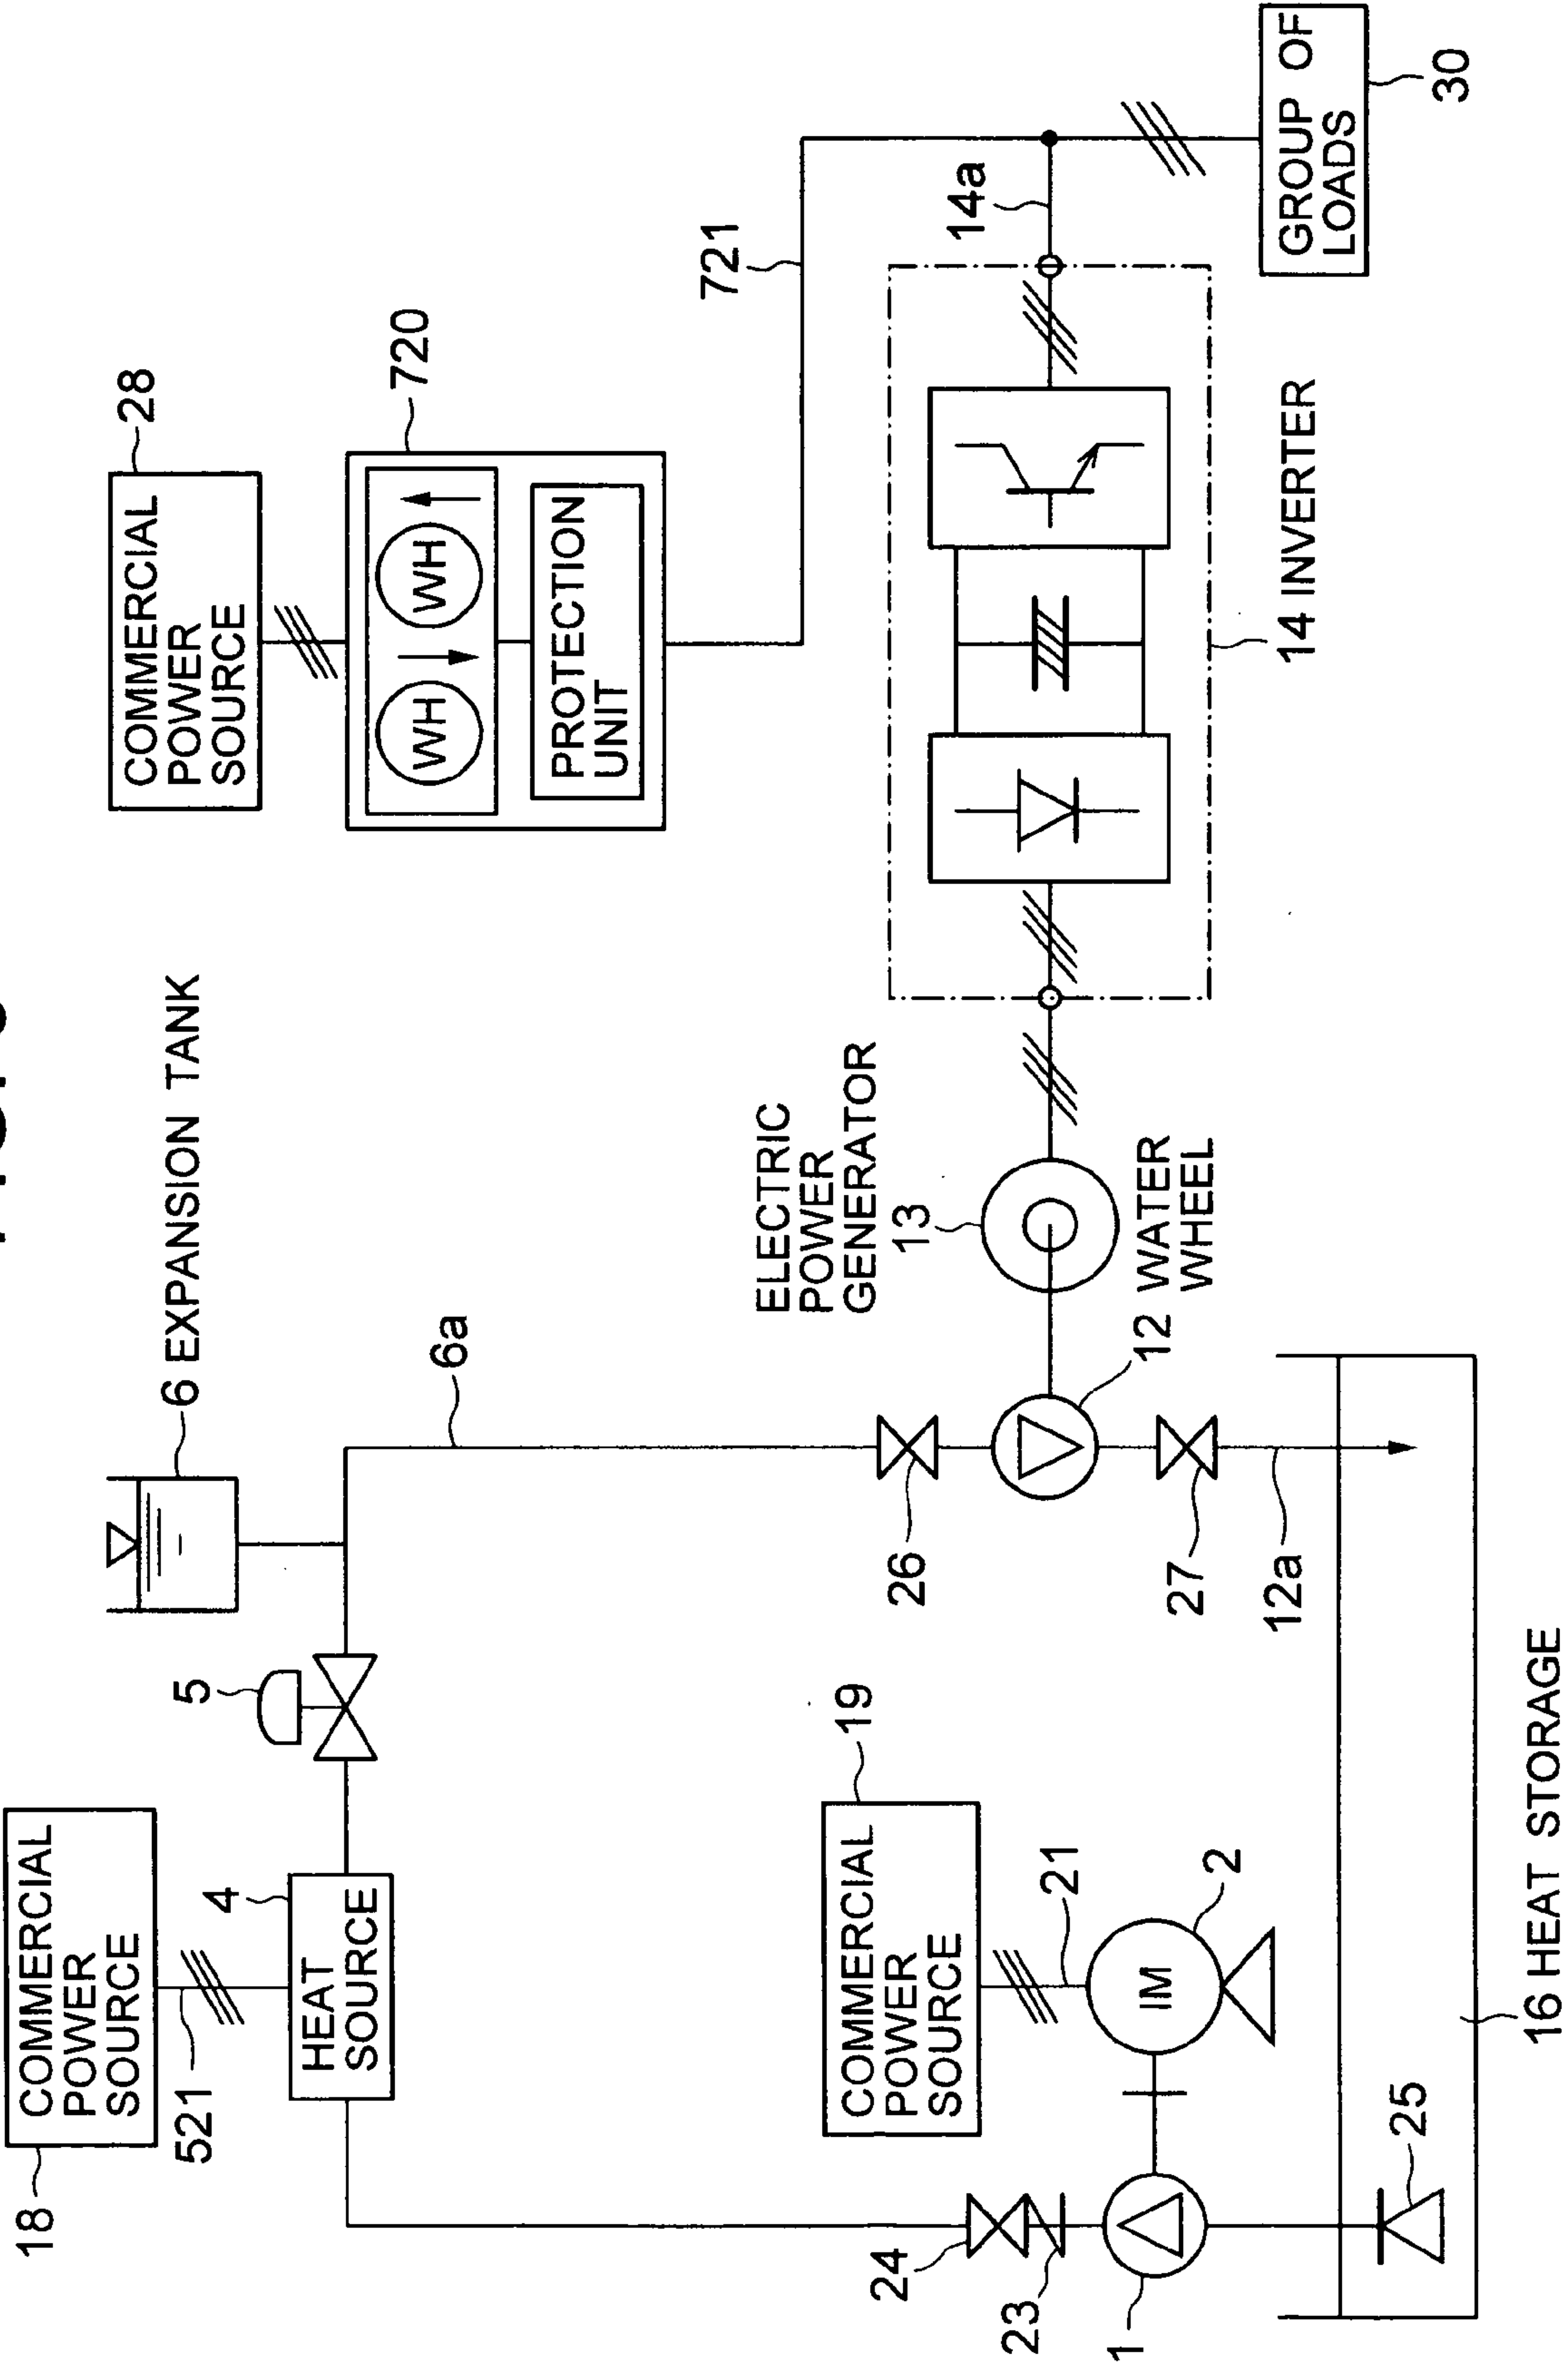 18
COMMERCIAL
POWER
SOURCE
521
4
HEAT
SOURCE
5
6 EXPANSION TANK
6a
28
COMMERCIAL
POWER
SOURCE
720
WH
WH
PROTECTION
UNIT
721
19
COMMERCIAL
POWER
SOURCE
21
IM
2
24
23
1
25
16 HEAT STORAGE
26
12 WATER
WHEEL
27
12a
ELECTRIC
POWER
GENERATOR
13
14 INVERTER
14a
GROUP OF
LOADS
30